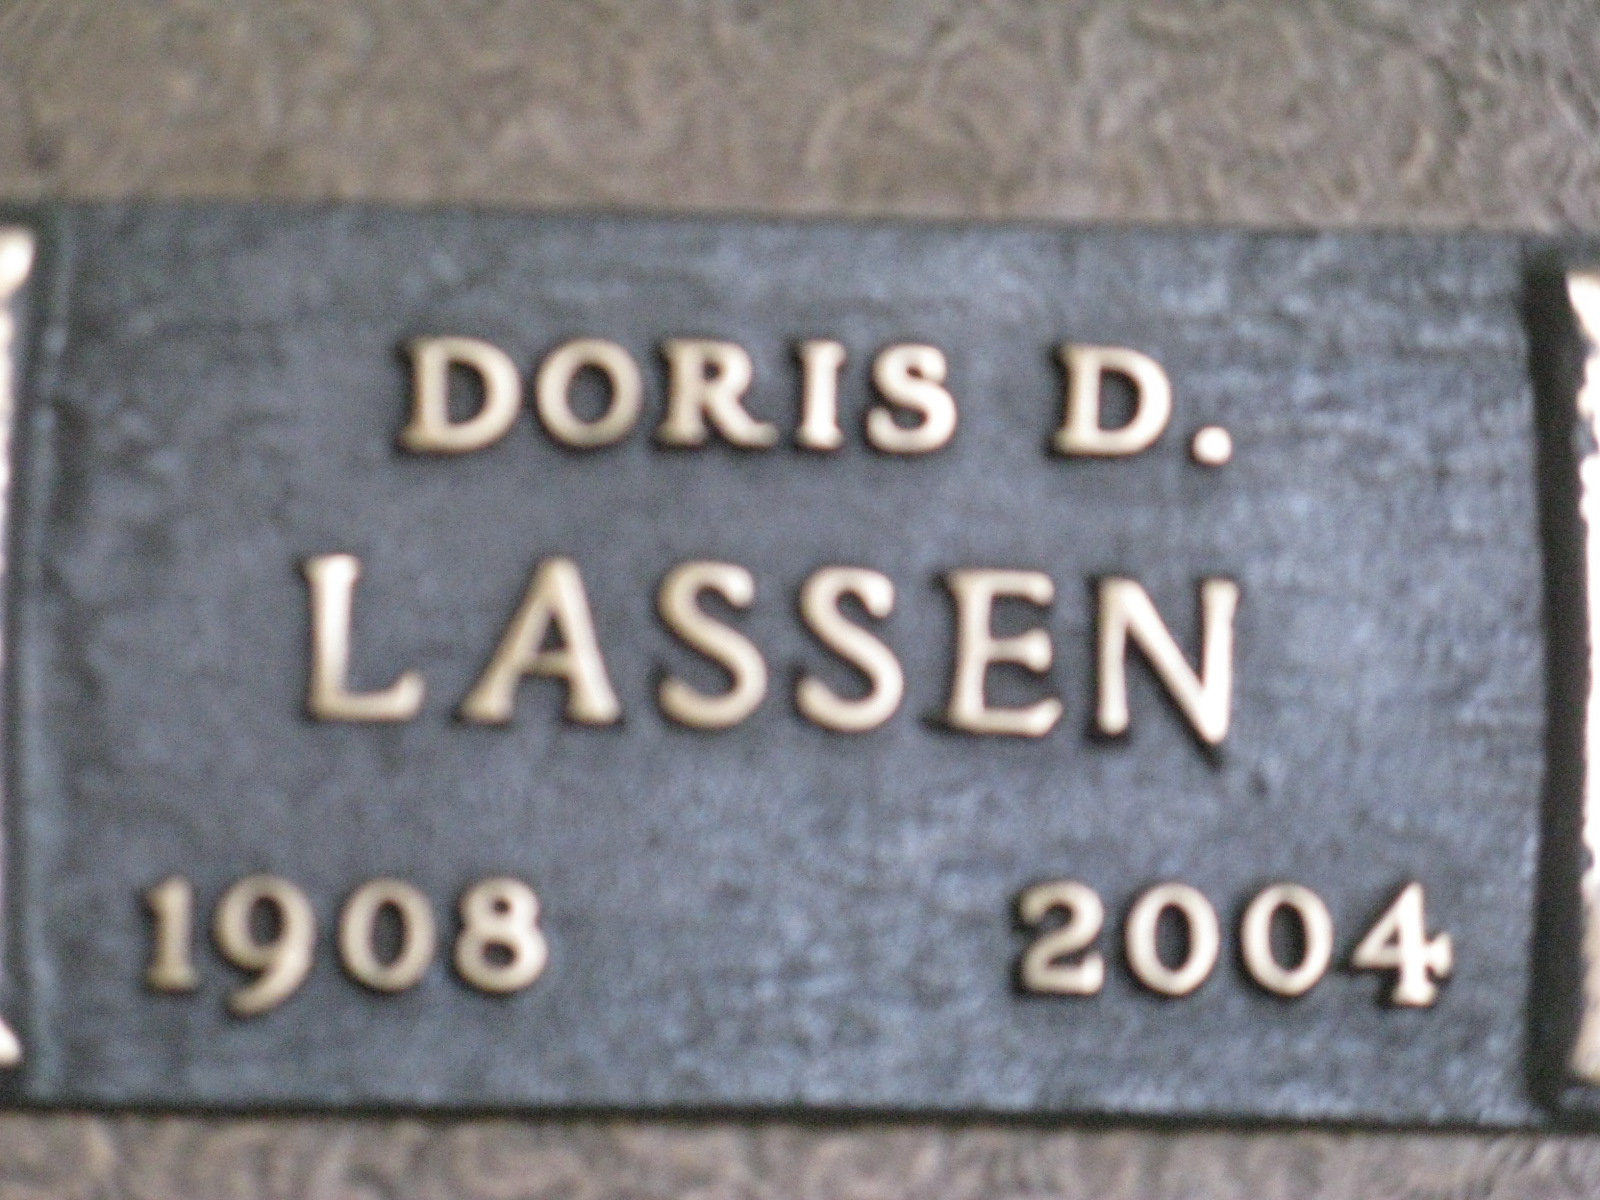 DORIS D.
LASSEN
1908 2004